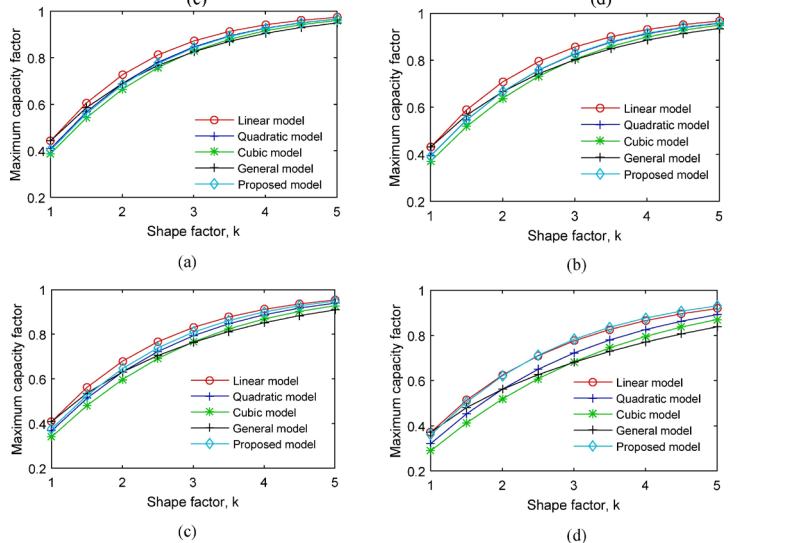 (c)
(d)
Maximum capacity factor
1
0.8
0.6
0.4
0.2
Linear model
Quadratic model
Cubic model
General model
Proposed model
1 2 3 4 5
Shape factor, k
(a)
Maximum capacity factor
1
0.8
0.6
0.4
0.2
Linear model
Quadratic model
Cubic model
General model
Proposed model
1 2 3 4 5
Shape factor, k
(b)
Maximum capacity factor
1
0.8
0.6
0.4
0.2
Linear model
Quadratic model
Cubic model
General model
Proposed model
1 2 3 4 5
Shape factor, k
(c)
Maximum capacity factor
1
0.8
0.6
0.4
0.2
Linear model
Quadratic model
Cubic model
General model
Proposed model
1 2 3 4 5
Shape factor, k
(d)